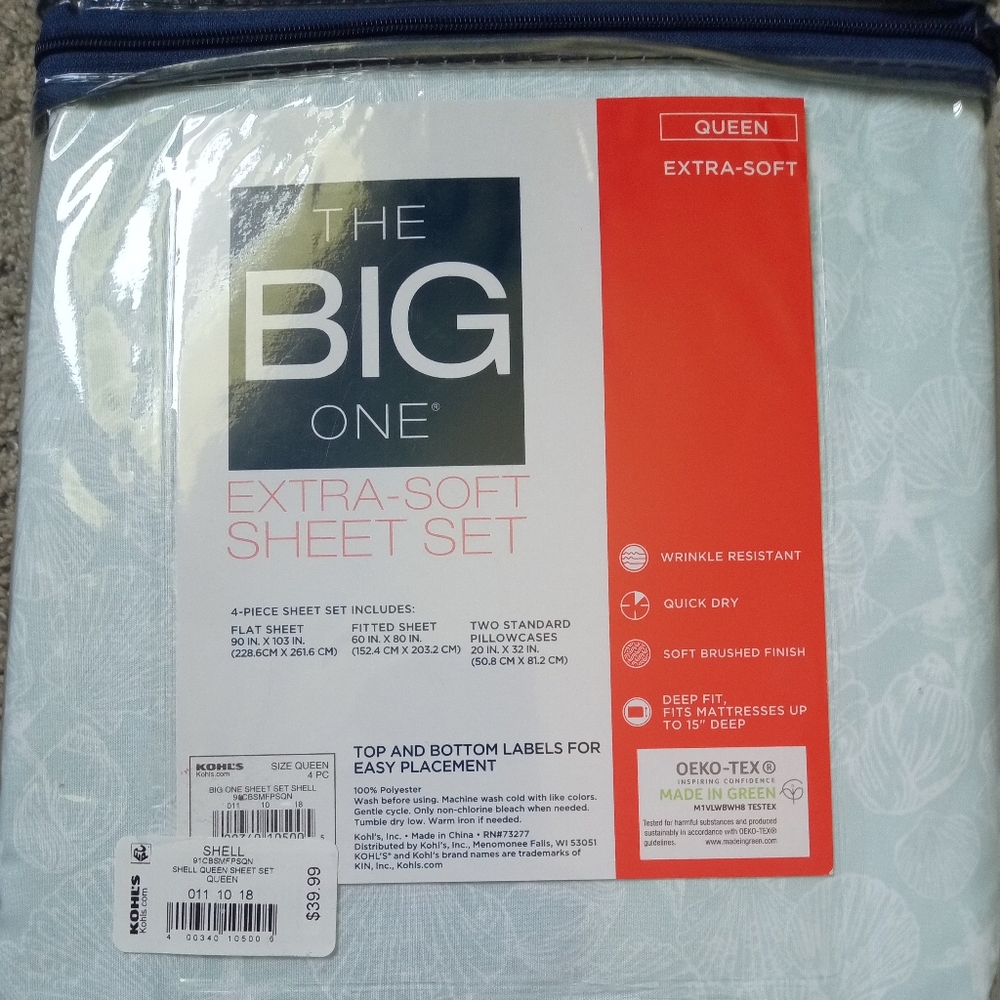 QUEEN
EXTRA-SOFT
THE
BIG
ONE®
EXTRA-SOFT
SHEET SET
WRINKLE RESISTANT
QUICK DRY
SOFT BRUSHED FINISH
DEEP FIT,
FITS MATTRESSES UP
TO 15" DEEP
4-PIECE SHEET SET INCLUDES:
FLAT SHEET
90 IN. X 103 IN.
(228.6CM X 261.6 CM)
FITTED SHEET
60 IN. X 80 IN.
(152.4 CM X 203.2 CM)
TWO STANDARD
PILLOWCASES
20 IN. X 32 IN.
(50.8 CM X 81.2 CM)
TOP AND BOTTOM LABELS FOR
EASY PLACEMENT
100% Polyester
Wash before using. Machine wash cold with like colors.
Gentle cycle. Only non-chlorine bleach when needed.
Tumble dry low. Warm iron if needed.
Kohl's, Inc. • Made in China • RN#73277
Distributed by Kohl's, Inc., Menomonee Falls, WI 53051
KOHL'S® and Kohl's brand names are trademarks of
KIN, Inc., Kohls.com
OEKO-TEX®
INSPIRING CONFIDENCE
MADE IN GREEN
M1VLWBWH8 TESTEX
Tested for harmful substances and produced
sustainably in accordance with OEKO-TEX®
guidelines. www.madeingreen.com
KOHL'S SIZE QUEEN
Kohls.com 4 PC
BIG ONE SHEET SET SHELL
91CBSMFPSQN
011 10 18
SHELL
91CBSMFPSQN
SHELL QUEEN SHEET SET
QUEEN
011 10 18
4 00340 10500 6
KOHL'S
Kohls.com
$39.99